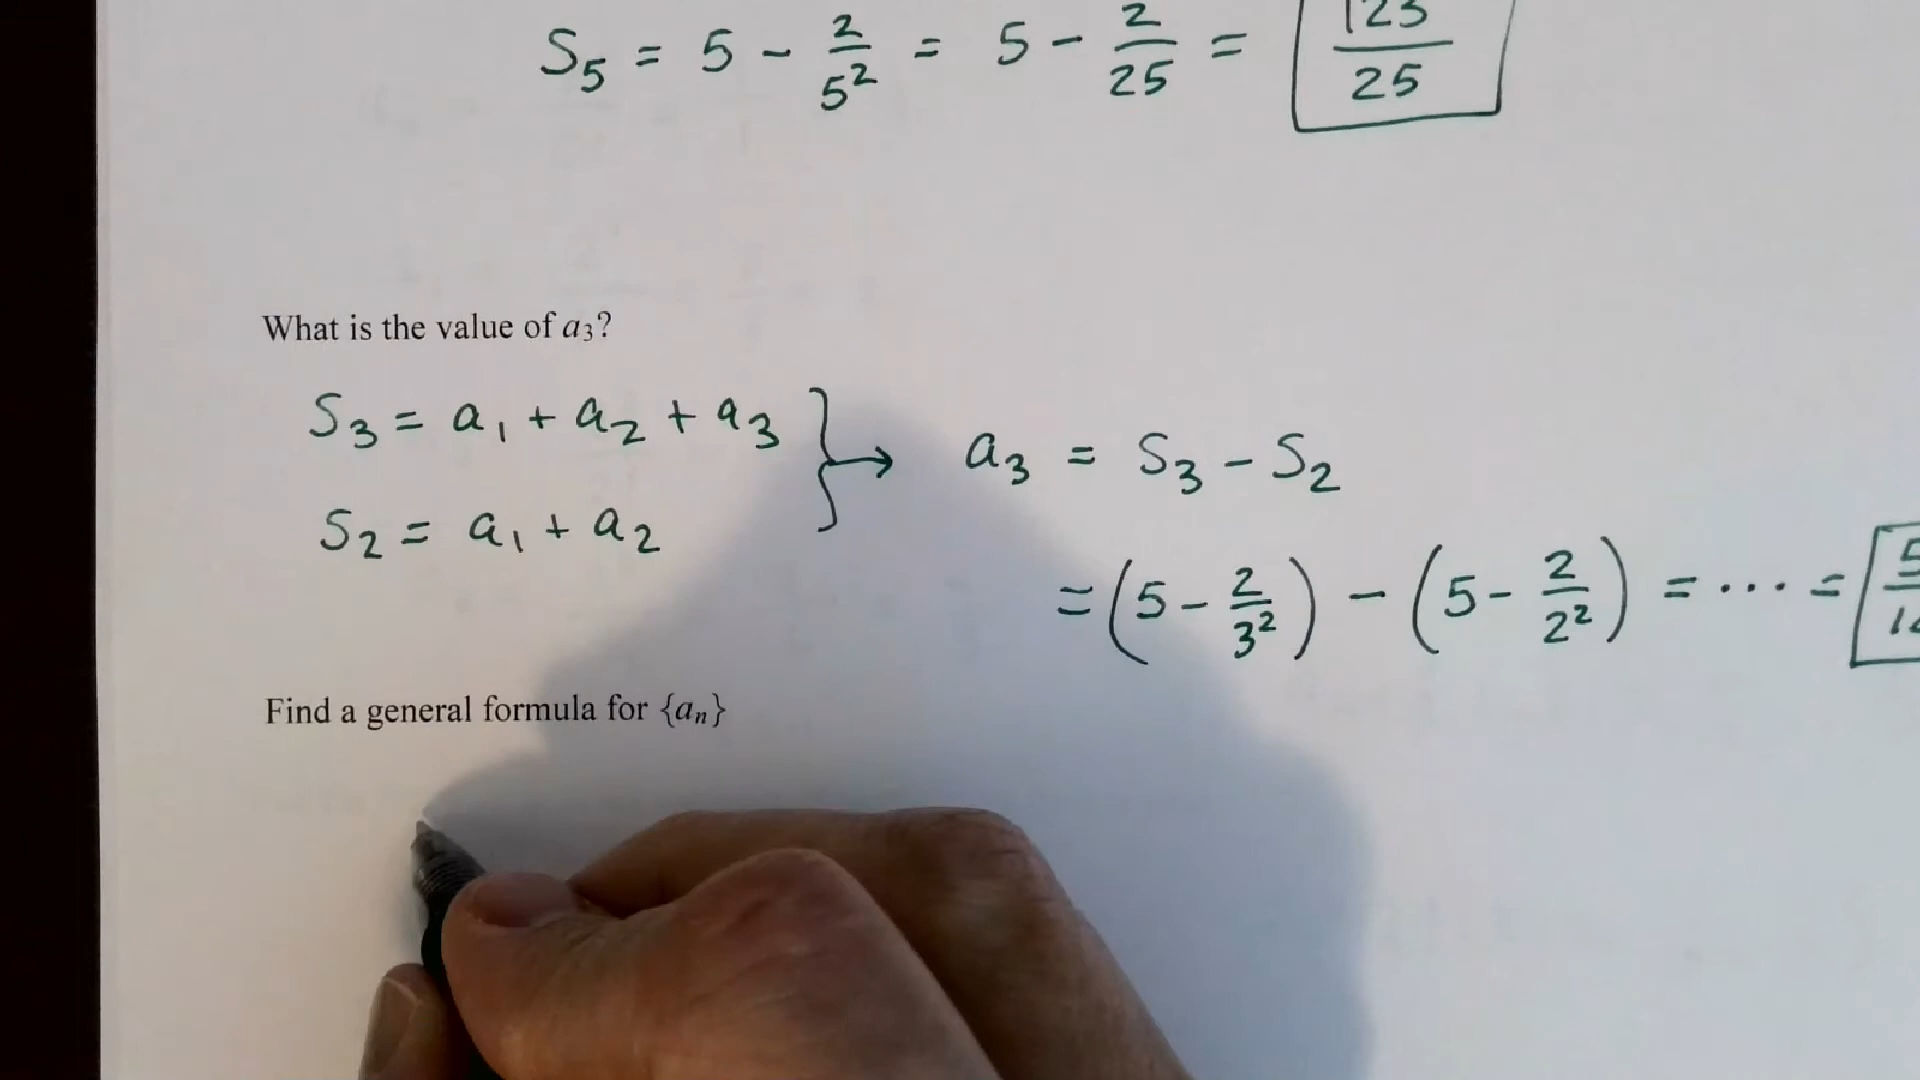 S₅ = 5 - 2/5² = 5 - 2/25 = 123/25
What is the value of a₃?
S₃ = a₁ + a₂ + a₃ } → a₃ = S₃ - S₂
S₂ = a₁ + a₂
= (5 - 2/3²) - (5 - 2/2²) = ... =
Find a general formula for {aₙ}